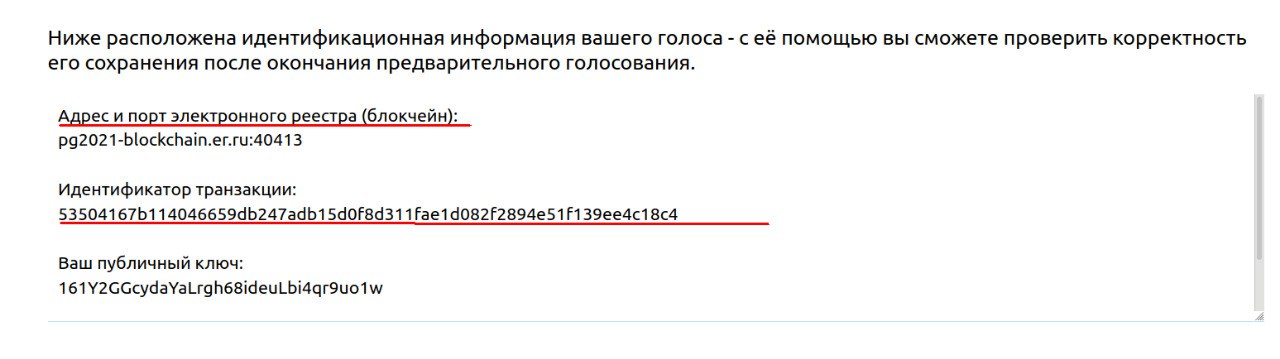 Ниже расположена идентификационная информация вашего голоса - с её помощью вы сможете проверить корректность
его сохранения после окончания предварительного голосования.
Адрес и порт электронного реестра (блокчейн):
pg2021-blockchain.er.ru:40413
Идентификатор транзакции:
53504167b114046659db247adb15d0f8d311fae1d082f2894e51f139ee4c18c4
Ваш публичный ключ:
161Y2GGcydaYaLrgh68ideuLbi4qr9uo1w